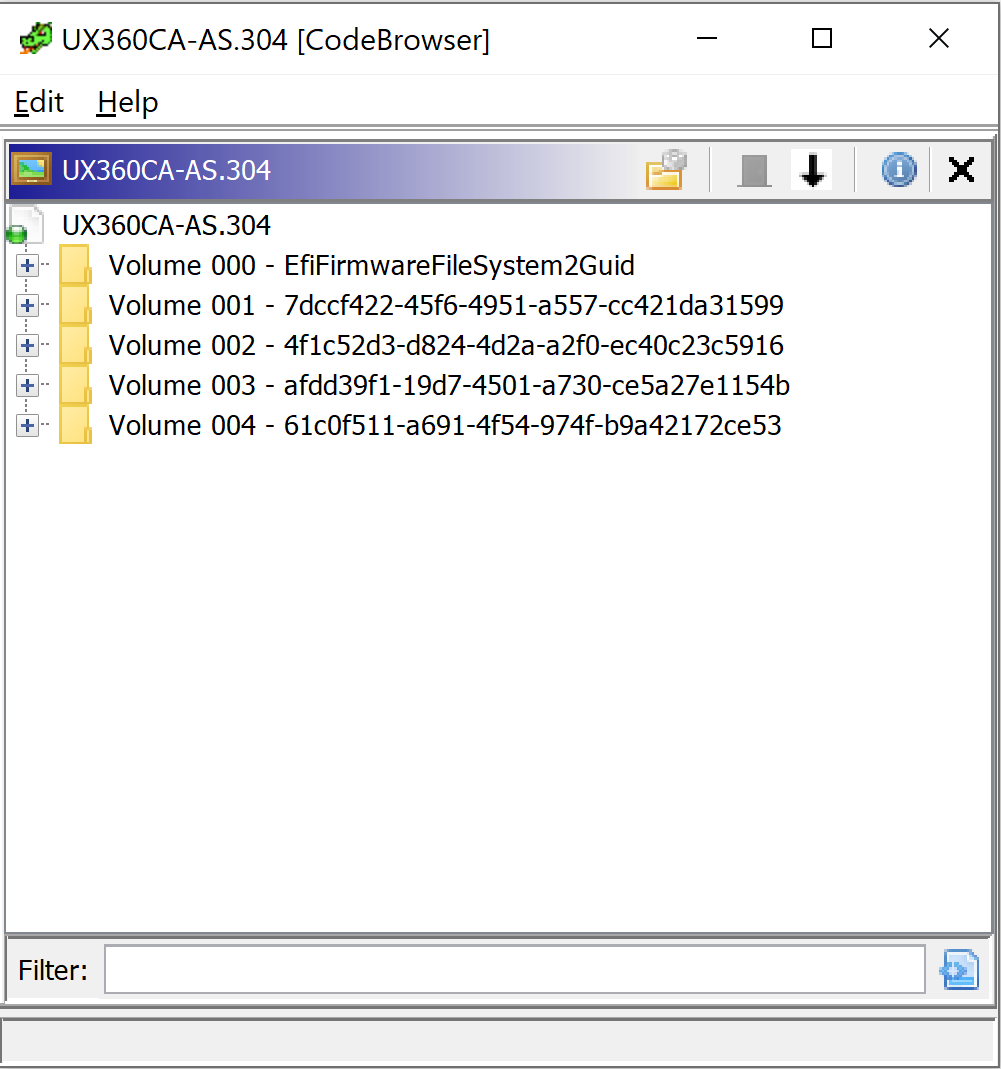 UX360CA-AS.304 [CodeBrowser]
Edit Help
UX360CA-AS.304
UX360CA-AS.304
Volume 000 - EfiFirmwareFileSystem2Guid
Volume 001 - 7dccf422-45f6-4951-a557-cc421da31599
Volume 002 - 4f1c52d3-d824-4d2a-a2f0-ec40c23c5916
Volume 003 - afdd39f1-19d7-4501-a730-ce5a27e1154b
Volume 004 - 61c0f511-a691-4f54-974f-b9a42172ce53
Filter: